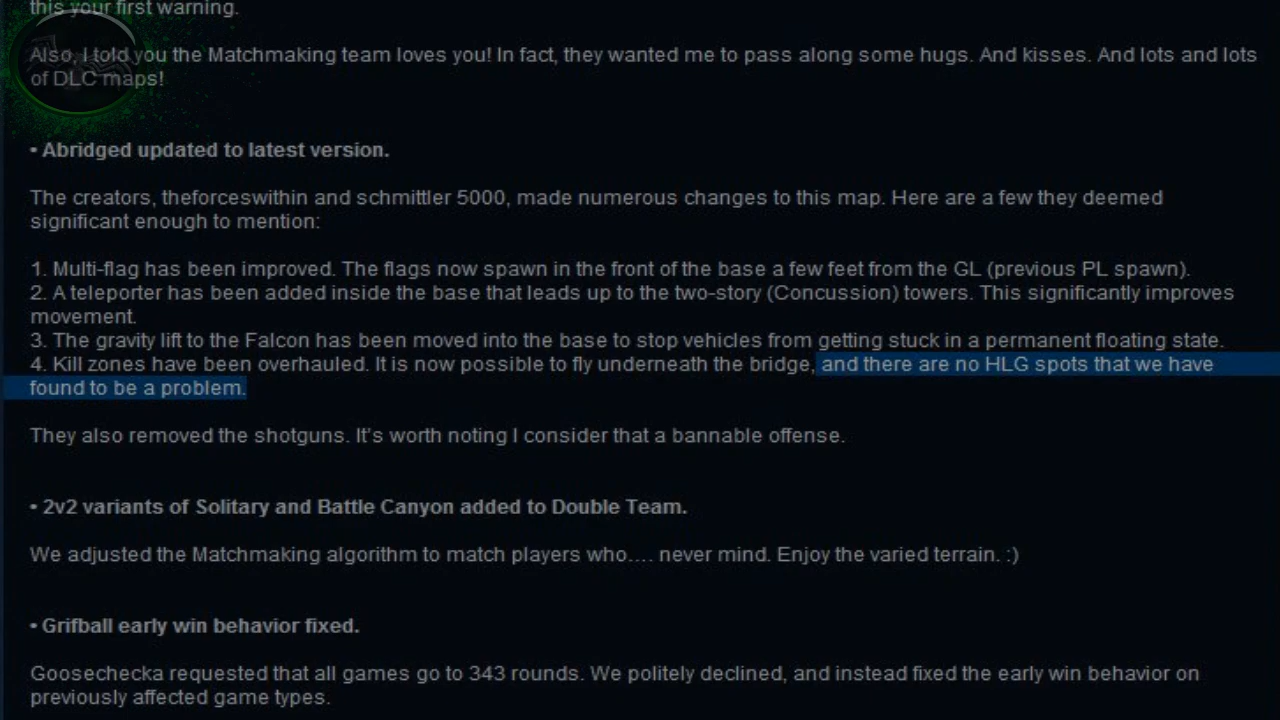 this your first warning.
Also, I told you the Matchmaking team loves you! In fact, they wanted me to pass along some hugs. And kisses. And lots and lots
of DLC maps!
• Abridged updated to latest version.
The creators, theforceswithin and schmittler 5000, made numerous changes to this map. Here are a few they deemed
significant enough to mention:
1. Multi-flag has been improved. The flags now spawn in the front of the base a few feet from the GL (previous PL spawn).
2. A teleporter has been added inside the base that leads up to the two-story (Concussion) towers. This significantly improves
movement.
3. The gravity lift to the Falcon has been moved into the base to stop vehicles from getting stuck in a permanent floating state.
4. Kill zones have been overhauled. It is now possible to fly underneath the bridge, and there are no HLG spots that we have
found to be a problem.
They also removed the shotguns. It's worth noting I consider that a bannable offense.
• 2v2 variants of Solitary and Battle Canyon added to Double Team.
We adjusted the Matchmaking algorithm to match players who.... never mind. Enjoy the varied terrain. :)
• Grifball early win behavior fixed.
Goosechecka requested that all games go to 343 rounds. We politely declined, and instead fixed the early win behavior on
previously affected game types.